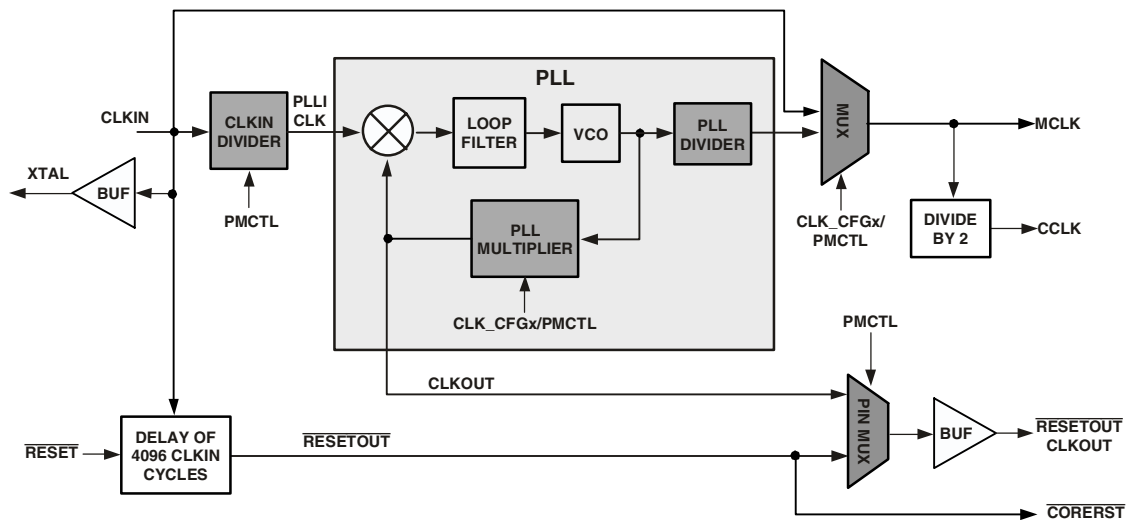 PLL
CLKIN
CLKIN
DIVIDER
PLLI
CLK
LOOP
FILTER
VCO
PLL
DIVIDER
MUX
MCLK
XTAL
BUF
PMCTL
PLL
MULTIPLIER
CLK_CFGx/
PMCTL
DIVIDE
BY 2
CCLK
CLK_CFGx/PMCTL
PMCTL
CLKOUT
PIN MUX
BUF
RESETOUT
CLKOUT
RESET
DELAY OF
4096 CLKIN
CYCLES
RESETOUT
CORERST